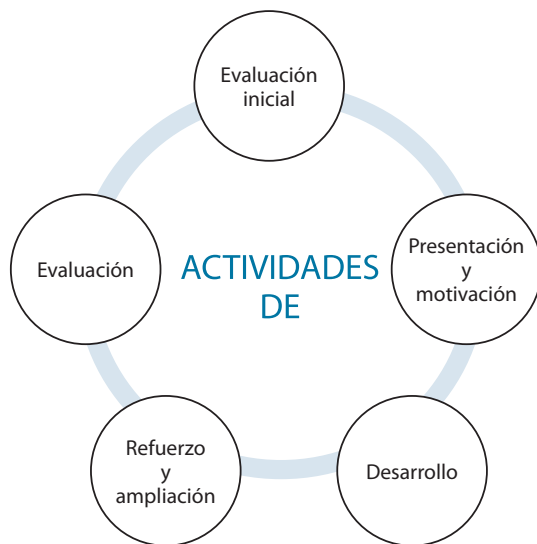 Evaluación
inicial
Presentación
y
motivación
Desarrollo
Refuerzo
y
ampliación
Evaluación
ACTIVIDADES
DE